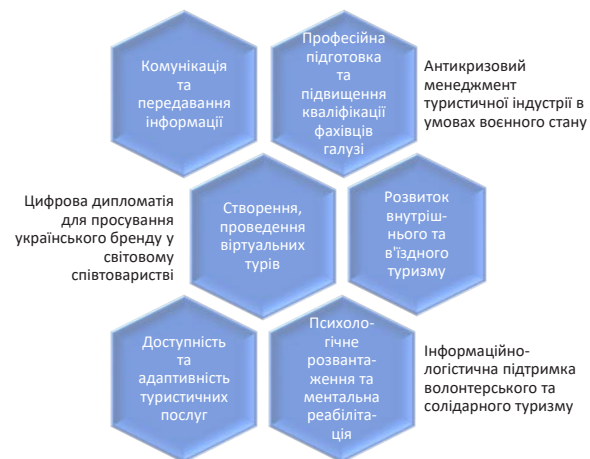 Комунікація
та
передавання
інформації
Професійна
підготовка
та
підвищення
кваліфікації
фахівців
галузі
Антикризовий
менеджмент
туристичної індустрії в
умовах воєнного стану
Цифрова дипломатія
для просування
українського бренду у
світовому
співтоваристві
Створення,
проведення
віртуальних
турів
Розвиток
внутріш-
нього та
в'їздного
туризму
Доступність
та
адаптивність
туристичних
послуг
Психоло-
гічне
розванта-
ження та
ментальна
реабіліта-
ція
Інформаційно-
логістична підтримка
волонтерського та
солідарного туризму